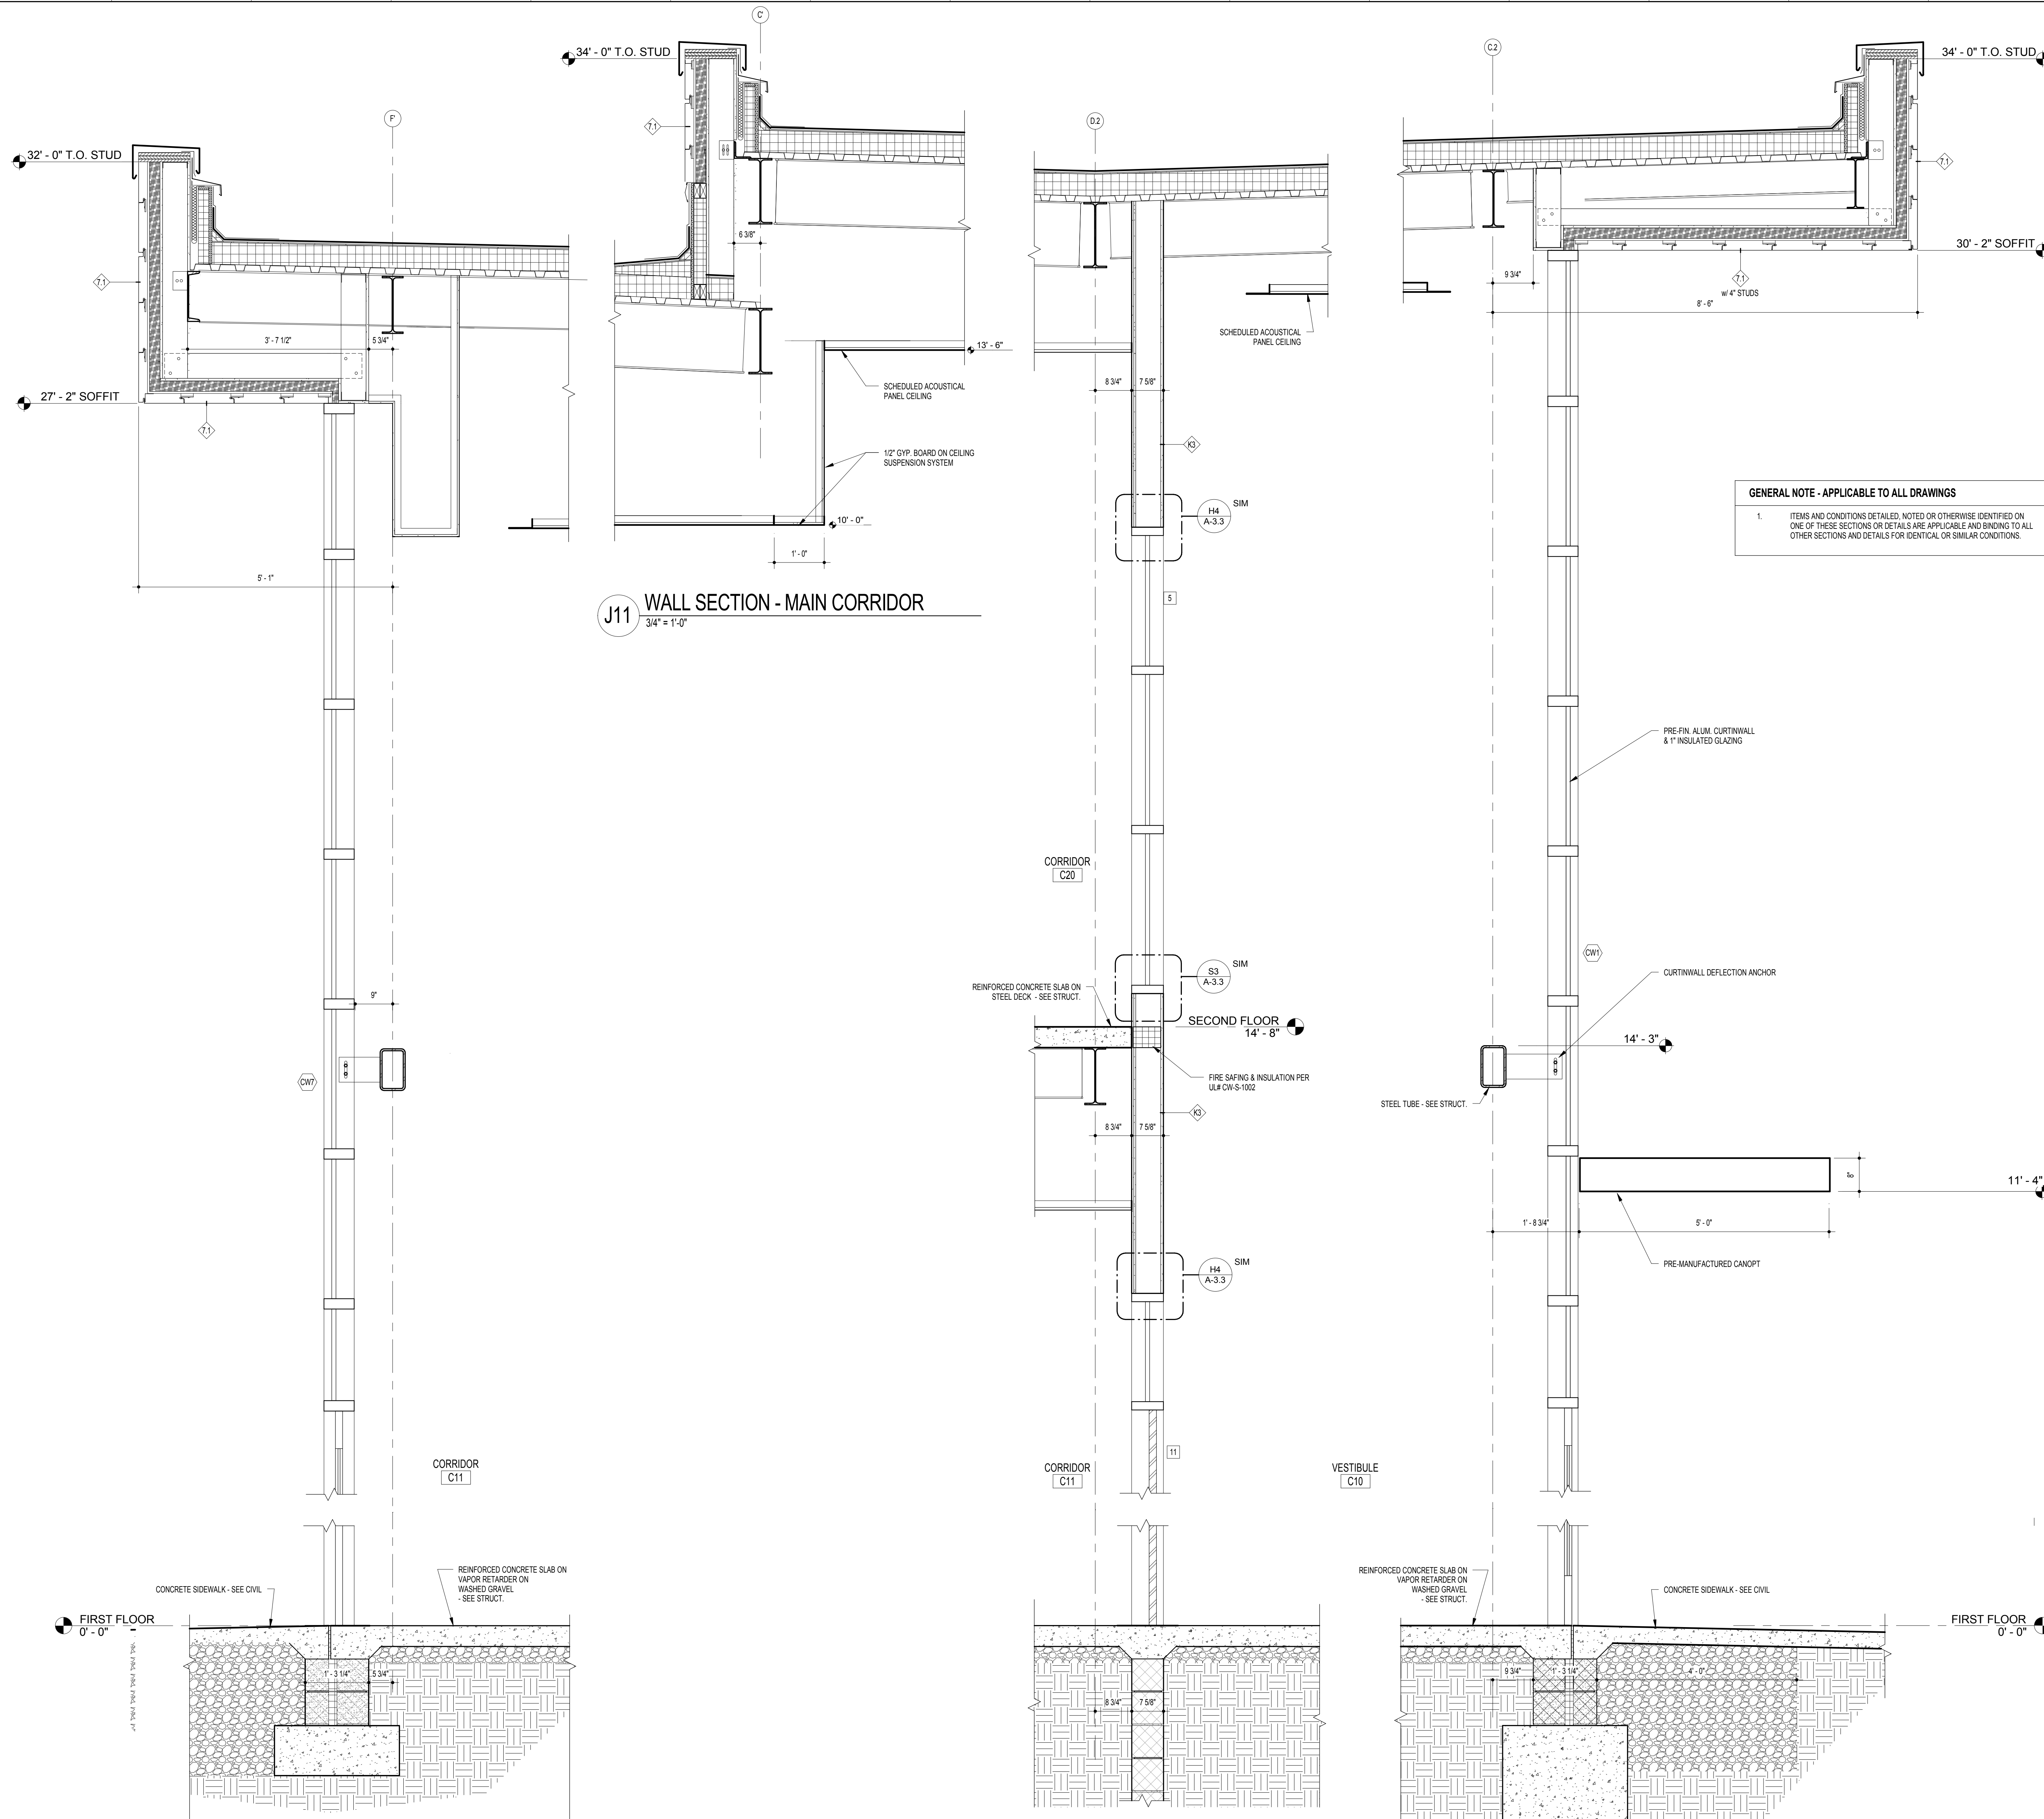 F'
32' - 0" T.O. STUD
7.1
3' - 7 1/2"
5 3/4"
27' - 2" SOFFIT
7.1
5' - 1"
9"
CW7
CORRIDOR
C11
CONCRETE SIDEWALK - SEE CIVIL
REINFORCED CONCRETE SLAB ON
VAPOR RETARDER ON
WASHED GRAVEL
- SEE STRUCT.
FIRST FLOOR
0' - 0"
1' - 3 1/4"
5 3/4"
C'
34' - 0" T.O. STUD
7.1
6 3/8"
13' - 6"
SCHEDULED ACOUSTICAL
PANEL CEILING
1/2" GYP. BOARD ON CEILING
SUSPENSION SYSTEM
10' - 0"
1' - 0"
J11
WALL SECTION - MAIN CORRIDOR
3/4" = 1'-0"
D.2
SCHEDULED ACOUSTICAL
PANEL CEILING
8 3/4"
7 5/8"
K3
H4
A-3.3
SIM
5
CORRIDOR
C20
S3
A-3.3
SIM
REINFORCED CONCRETE SLAB ON
STEEL DECK - SEE STRUCT.
SECOND FLOOR
14' - 8"
FIRE SAFING & INSULATION PER
UL# CW-S-1002
K3
8 3/4"
7 5/8"
H4
A-3.3
SIM
11
CORRIDOR
C11
VESTIBULE
C10
8 3/4"
7 5/8"
C.2
34' - 0" T.O. STUD
7.1
30' - 2" SOFFIT
9 3/4"
7.1
w/ 4" STUDS
8' - 6"
GENERAL NOTE - APPLICABLE TO ALL DRAWINGS
1. ITEMS AND CONDITIONS DETAILED, NOTED OR OTHERWISE IDENTIFIED ON
ONE OF THESE SECTIONS OR DETAILS ARE APPLICABLE AND BINDING TO ALL
OTHER SECTIONS AND DETAILS FOR IDENTICAL OR SIMILAR CONDITIONS.
PRE-FIN. ALUM. CURTINWALL
& 1" INSULATED GLAZING
CW1
CURTINWALL DEFLECTION ANCHOR
14' - 3"
STEEL TUBE - SEE STRUCT.
8"
11' - 4"
1' - 8 3/4"
5' - 0"
PRE-MANUFACTURED CANOPT
REINFORCED CONCRETE SLAB ON
VAPOR RETARDER ON
WASHED GRAVEL
- SEE STRUCT.
CONCRETE SIDEWALK - SEE CIVIL
FIRST FLOOR
0' - 0"
9 3/4"
1' - 3 1/4"
4' - 0"